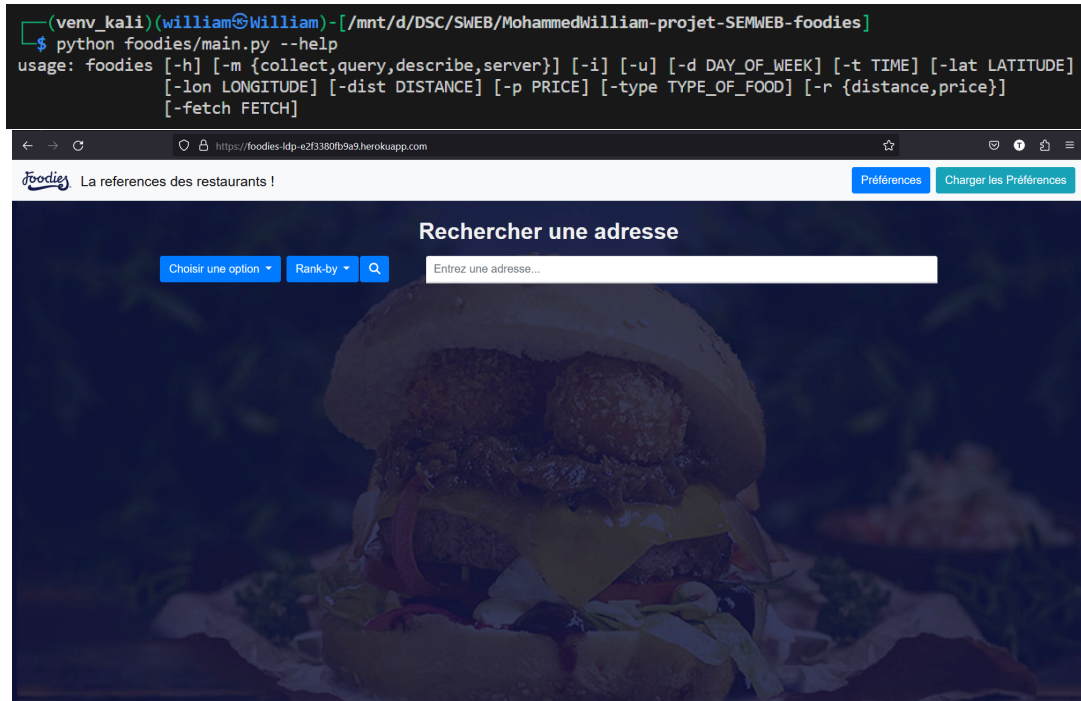 (venv_kali)(william㉿William)-[/mnt/d/DSC/SWEB/MohammedWilliam-projet-SEMWEB-foodies]
$ python foodies/main.py --help
usage: foodies [-h] [-m {collect,query,describe,server}] [-i] [-u] [-d DAY_OF_WEEK] [-t TIME] [-lat LATITUDE]
[-lon LONGITUDE] [-dist DISTANCE] [-p PRICE] [-type TYPE_OF_FOOD] [-r {distance,price}]
[-fetch FETCH]
https://foodies-ldp-e2f3380fb9a9.herokuapp.com
foodies La references des restaurants ! Préférences Charger les Préférences
Rechercher une adresse
Choisir une option Rank-by Entrez une adresse...